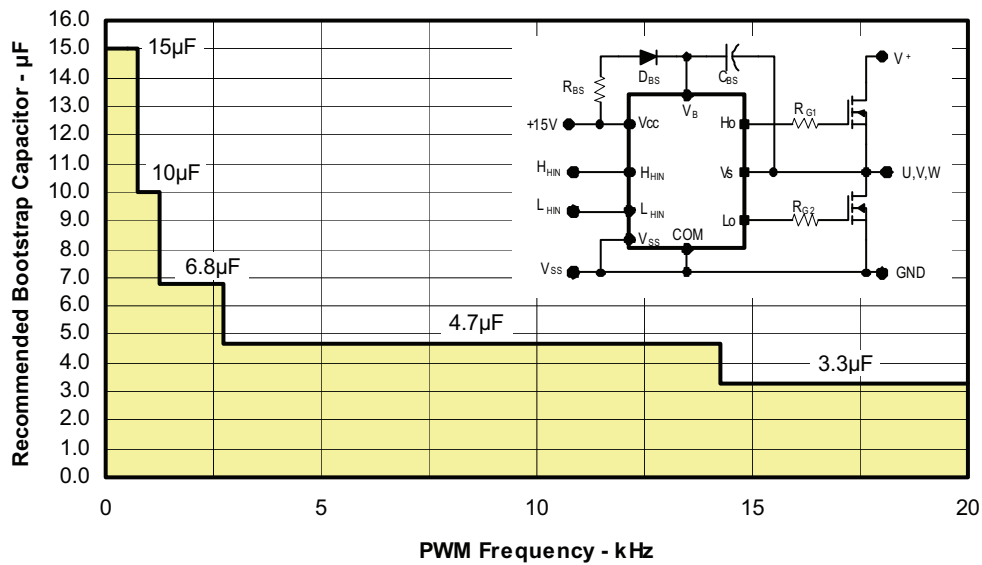 Recommended Bootstrap Capacitor - µF
16.0
15.0
14.0
13.0
12.0
11.0
10.0
9.0
8.0
7.0
6.0
5.0
4.0
3.0
2.0
1.0
0.0
15µF
10µF
6.8µF
4.7µF
3.3µF
DBS
CBS
V+
RBS
VB
+15V
Vcc
Ho
RG1
HHIN
HHIN
Vs
U,V,W
LHIN
LHIN
Lo
RG2
VSS
COM
VSS
GND
0
5
10
15
20
PWM Frequency - kHz